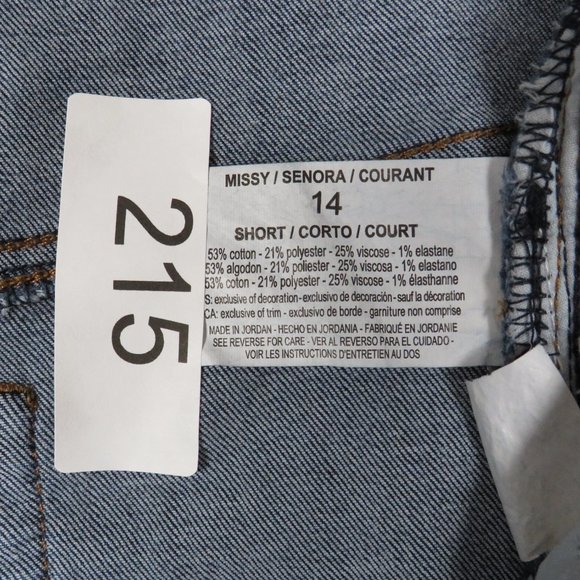 215
MISSY / SENORA / COURANT
14
SHORT / CORTO / COURT
53% cotton - 21% polyester - 25% viscose - 1% elastane
53% algodon - 21% poliester - 25% viscosa - 1% elastano
53% coton - 21% polyester - 25% viscose - 1% élasthanne
S: exclusive of decoration-exclusivo de decoración-sauf la décoration
CA: exclusive of trim - exclusivo de borde - garniture non comprise
MADE IN JORDAN - HECHO EN JORDANIA - FABRIQUÉ EN JORDANIE
SEE REVERSE FOR CARE - VER AL REVERSO PARA EL CUIDADO -
VOIR LES INSTRUCTIONS D'ENTRETIEN AU DOS